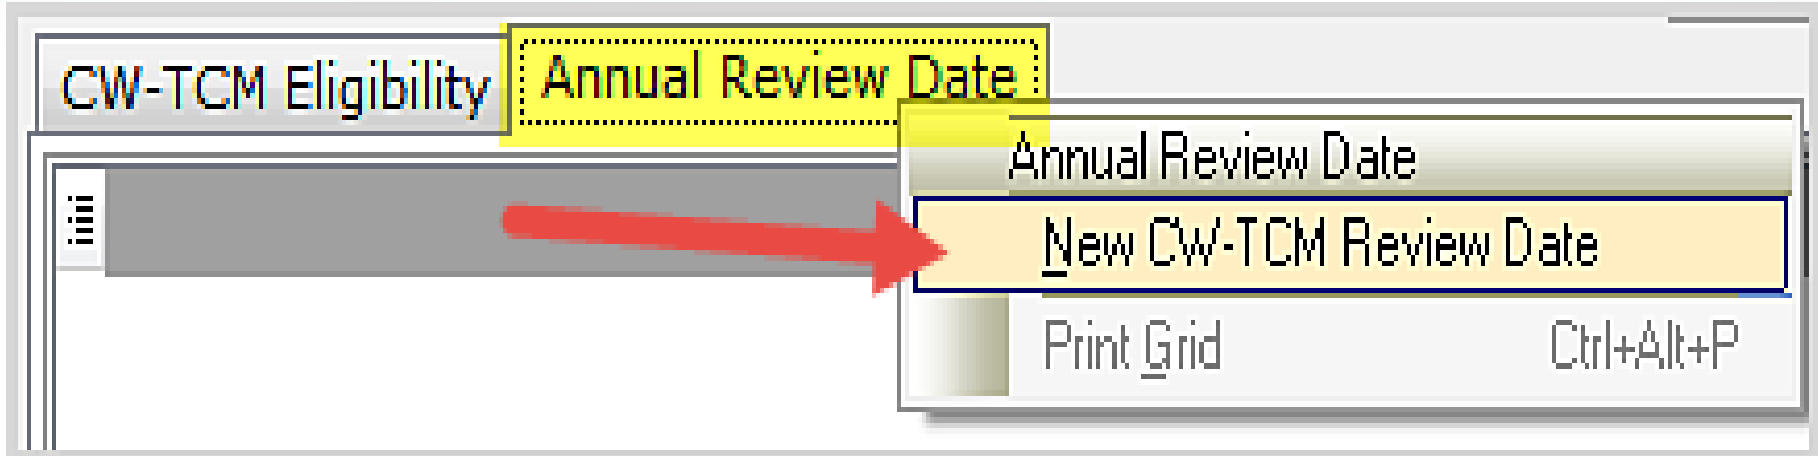 CW-TCM Eligibility Annual Review Date
Annual Review Date
New CW-TCM Review Date
Print Grid Ctrl+Alt+P